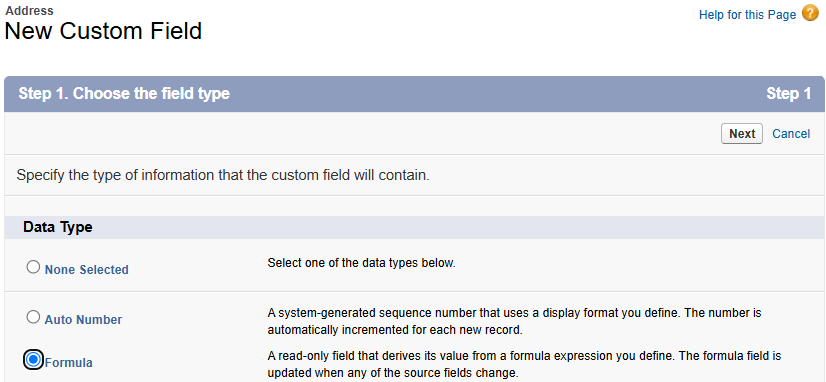 Address
New Custom Field
Help for this Page ?
Step 1. Choose the field type
Step 1
Next
Cancel
Specify the type of information that the custom field will contain.
Data Type
None Selected
Select one of the data types below.
Auto Number
A system-generated sequence number that uses a display format you define. The number is
automatically incremented for each new record.
Formula
A read-only field that derives its value from a formula expression you define. The formula field is
updated when any of the source fields change.